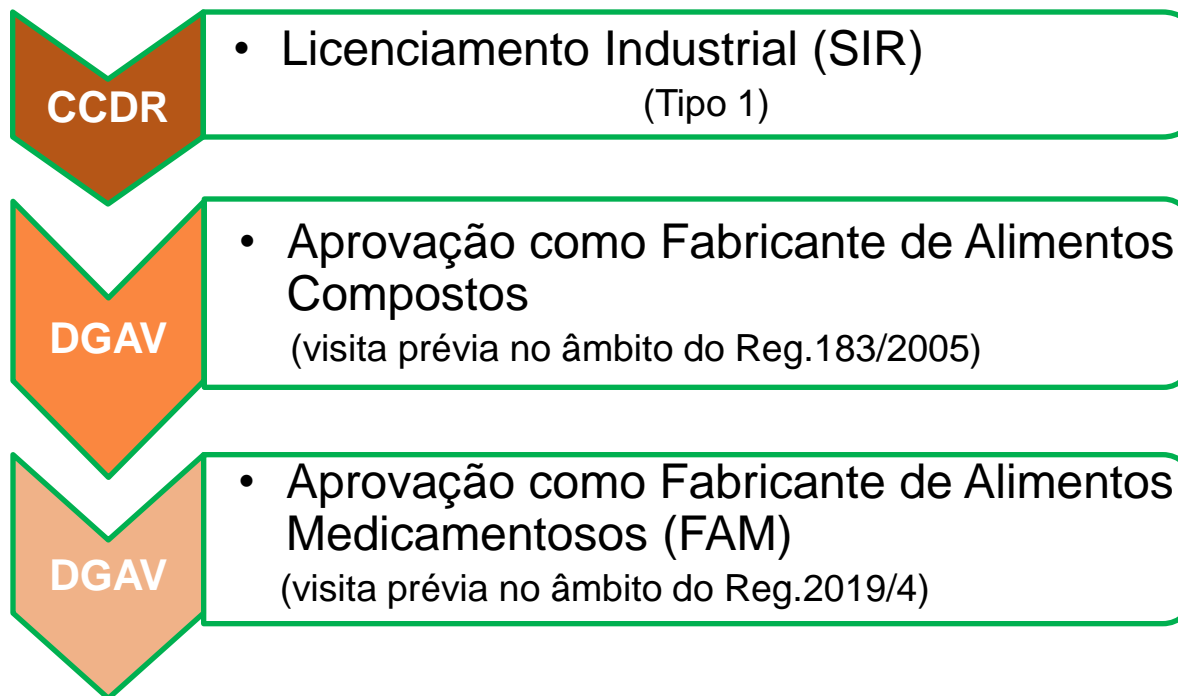 CCDR
• Licenciamento Industrial (SIR)
(Tipo 1)
DGAV
• Aprovação como Fabricante de Alimentos
Compostos
(visita prévia no âmbito do Reg.183/2005)
DGAV
• Aprovação como Fabricante de Alimentos
Medicamentosos (FAM)
(visita prévia no âmbito do Reg.2019/4)